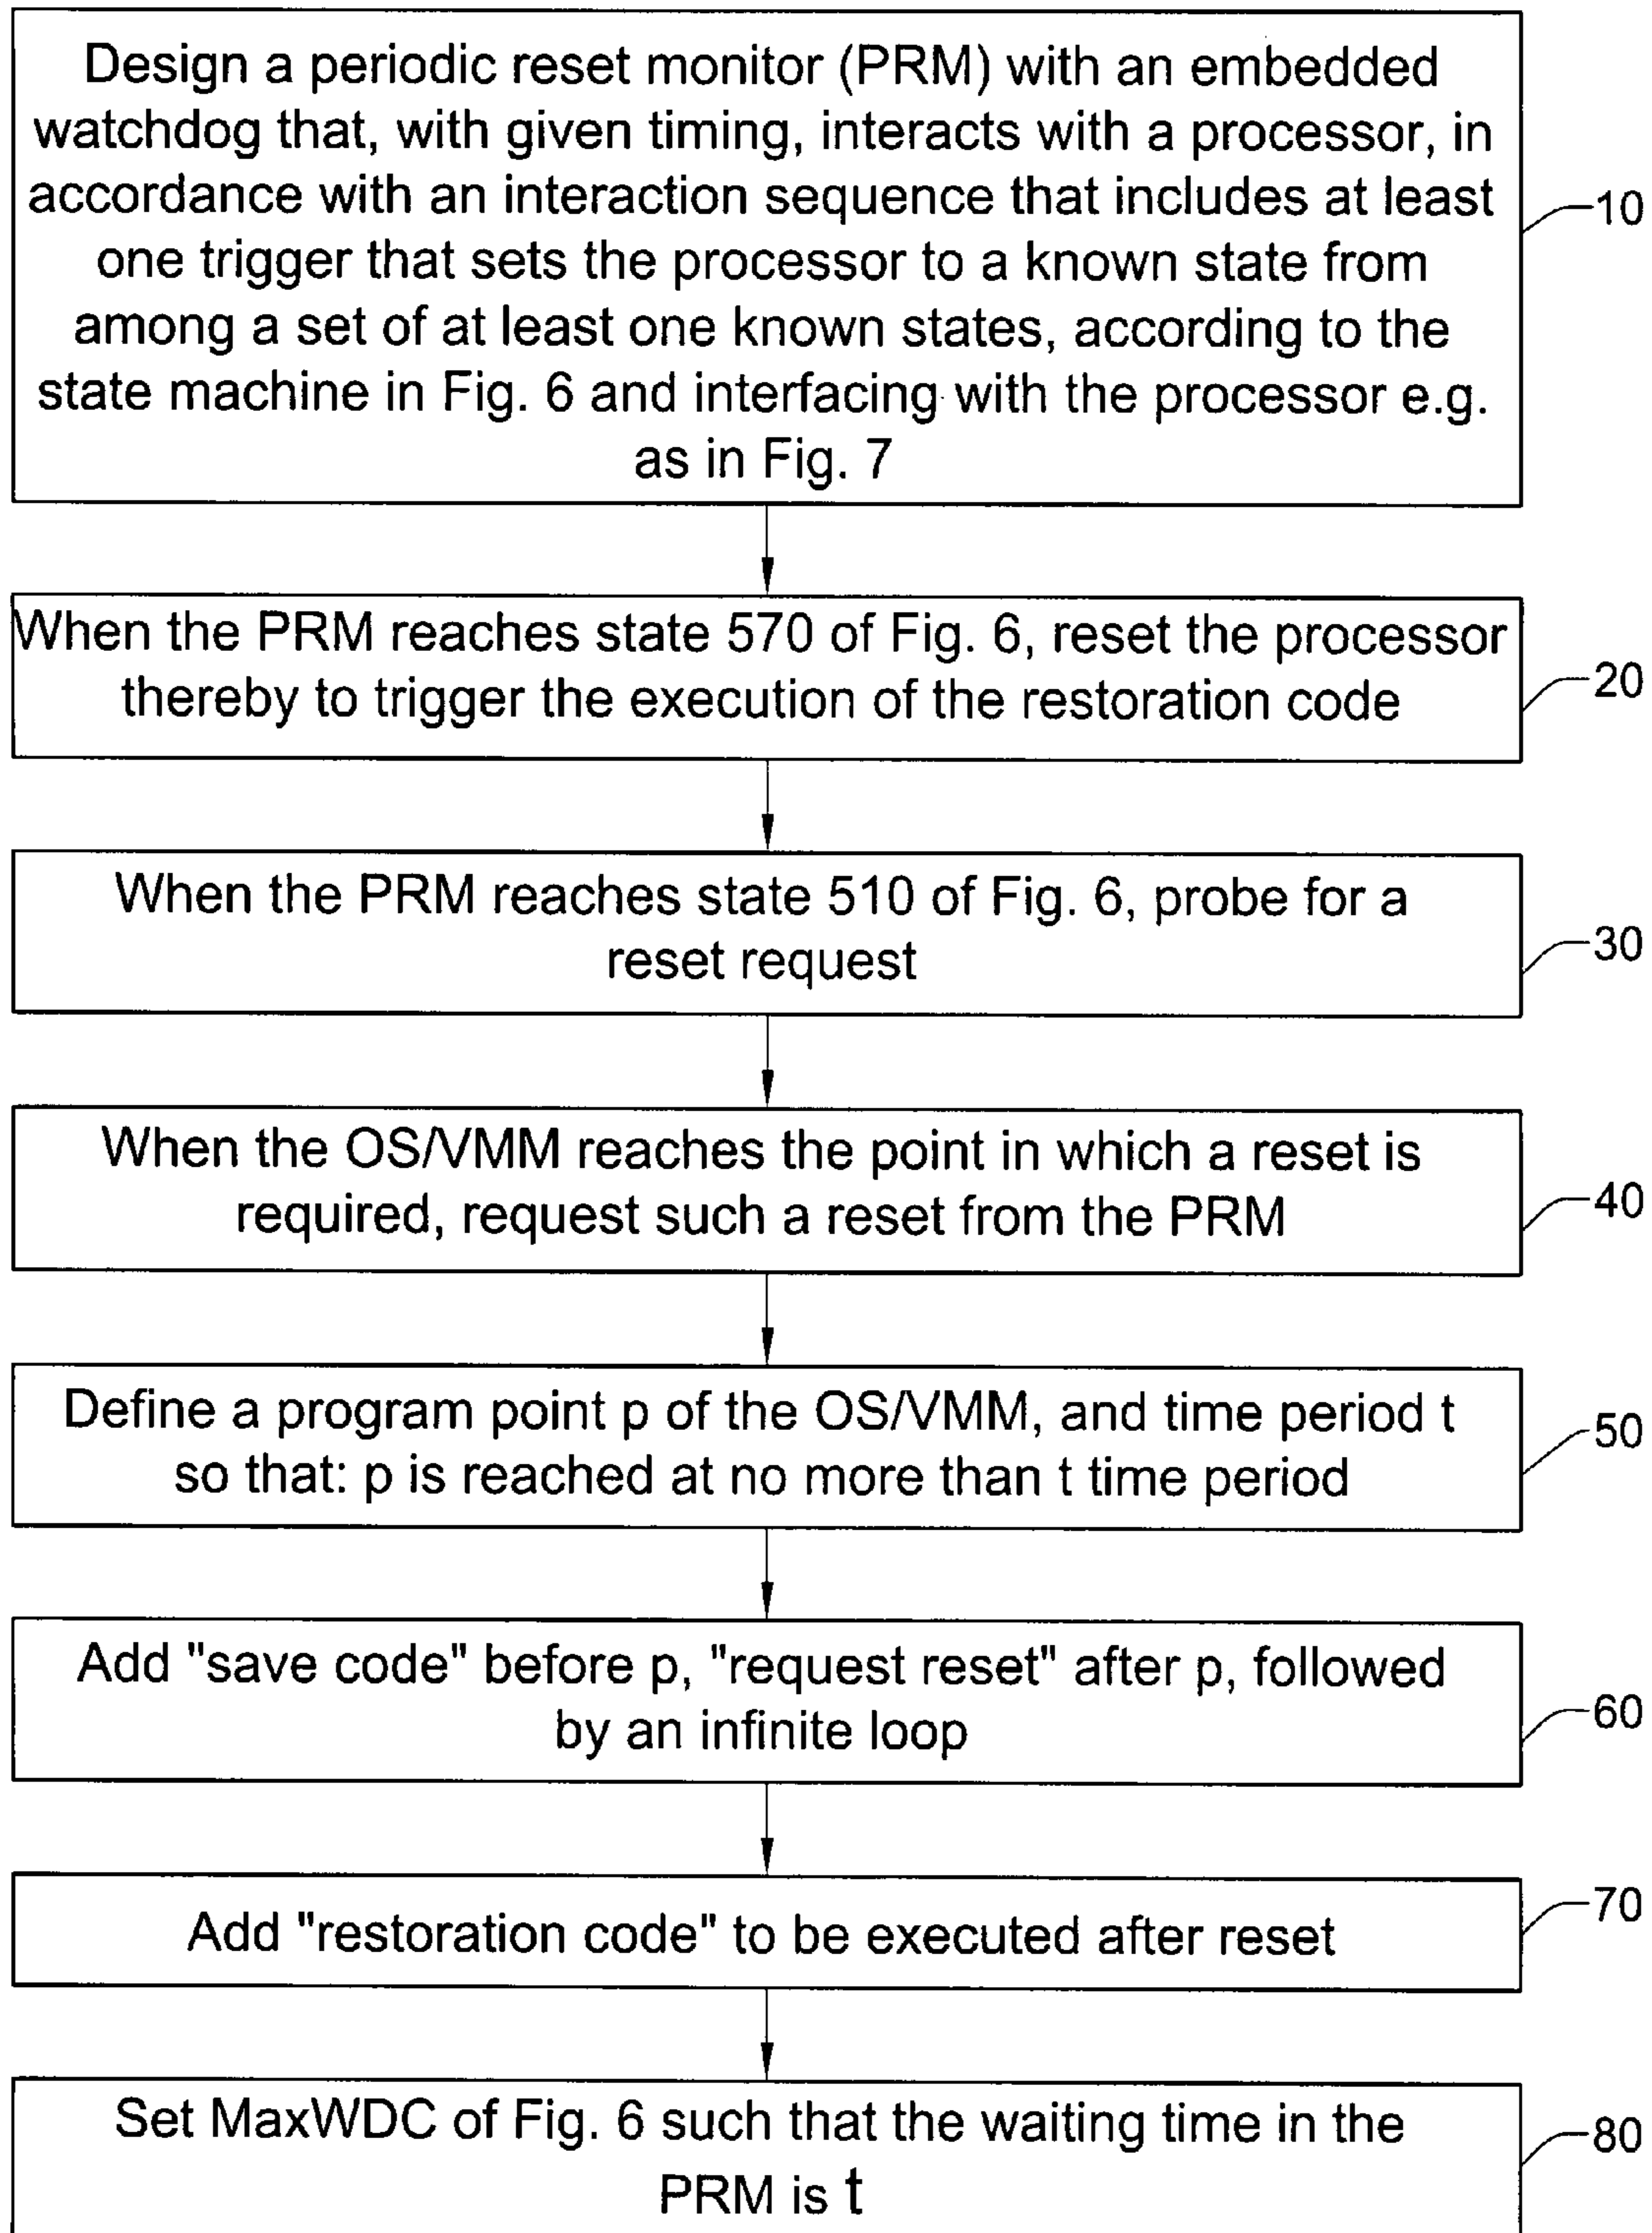 Design a periodic reset monitor (PRM) with an embedded
watchdog that, with given timing, interacts with a processor, in
accordance with an interaction sequence that includes at least
one trigger that sets the processor to a known state from
among a set of at least one known states, according to the
state machine in Fig. 6 and interfacing with the processor e.g.
as in Fig. 7
10
When the PRM reaches state 570 of Fig. 6, reset the processor
thereby to trigger the execution of the restoration code
20
When the PRM reaches state 510 of Fig. 6, probe for a
reset request
30
When the OS/VMM reaches the point in which a reset is
required, request such a reset from the PRM
40
Define a program point p of the OS/VMM, and time period t
so that: p is reached at no more than t time period
50
Add "save code" before p, "request reset" after p, followed
by an infinite loop
60
Add "restoration code" to be executed after reset
70
Set MaxWDC of Fig. 6 such that the waiting time in the
PRM is t
80